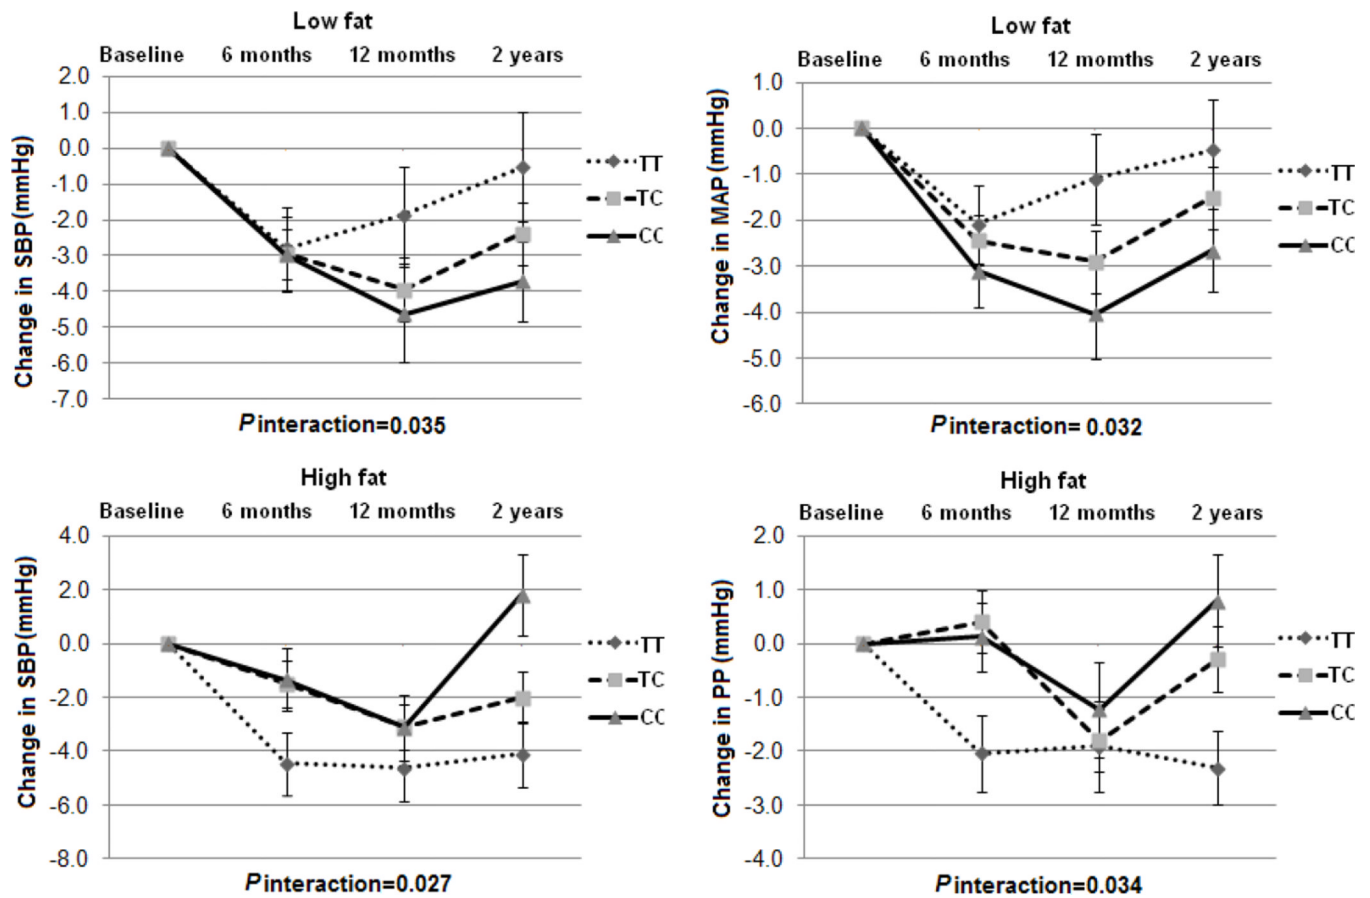 Low fat
Baseline 6 months 12 momths 2 years
2.0
1.0
0.0
-1.0
-2.0
-3.0
-4.0
-5.0
-6.0
-7.0
Change in SBP (mmHg)
TT
TC
CC
P interaction=0.035
Low fat
Baseline 6 months 12 momths 2 years
1.0
0.0
-1.0
-2.0
-3.0
-4.0
-5.0
-6.0
Change in MAP (mmHg)
TT
TC
CC
P interaction= 0.032
High fat
Baseline 6 months 12 momths 2 years
4.0
2.0
0.0
-2.0
-4.0
-6.0
-8.0
Change in SBP (mmHg)
TT
TC
CC
P interaction=0.027
High fat
Baseline 6 months 12 momths 2 years
2.0
1.0
0.0
-1.0
-2.0
-3.0
-4.0
Change in PP (mmHg)
TT
TC
CC
P interaction=0.034